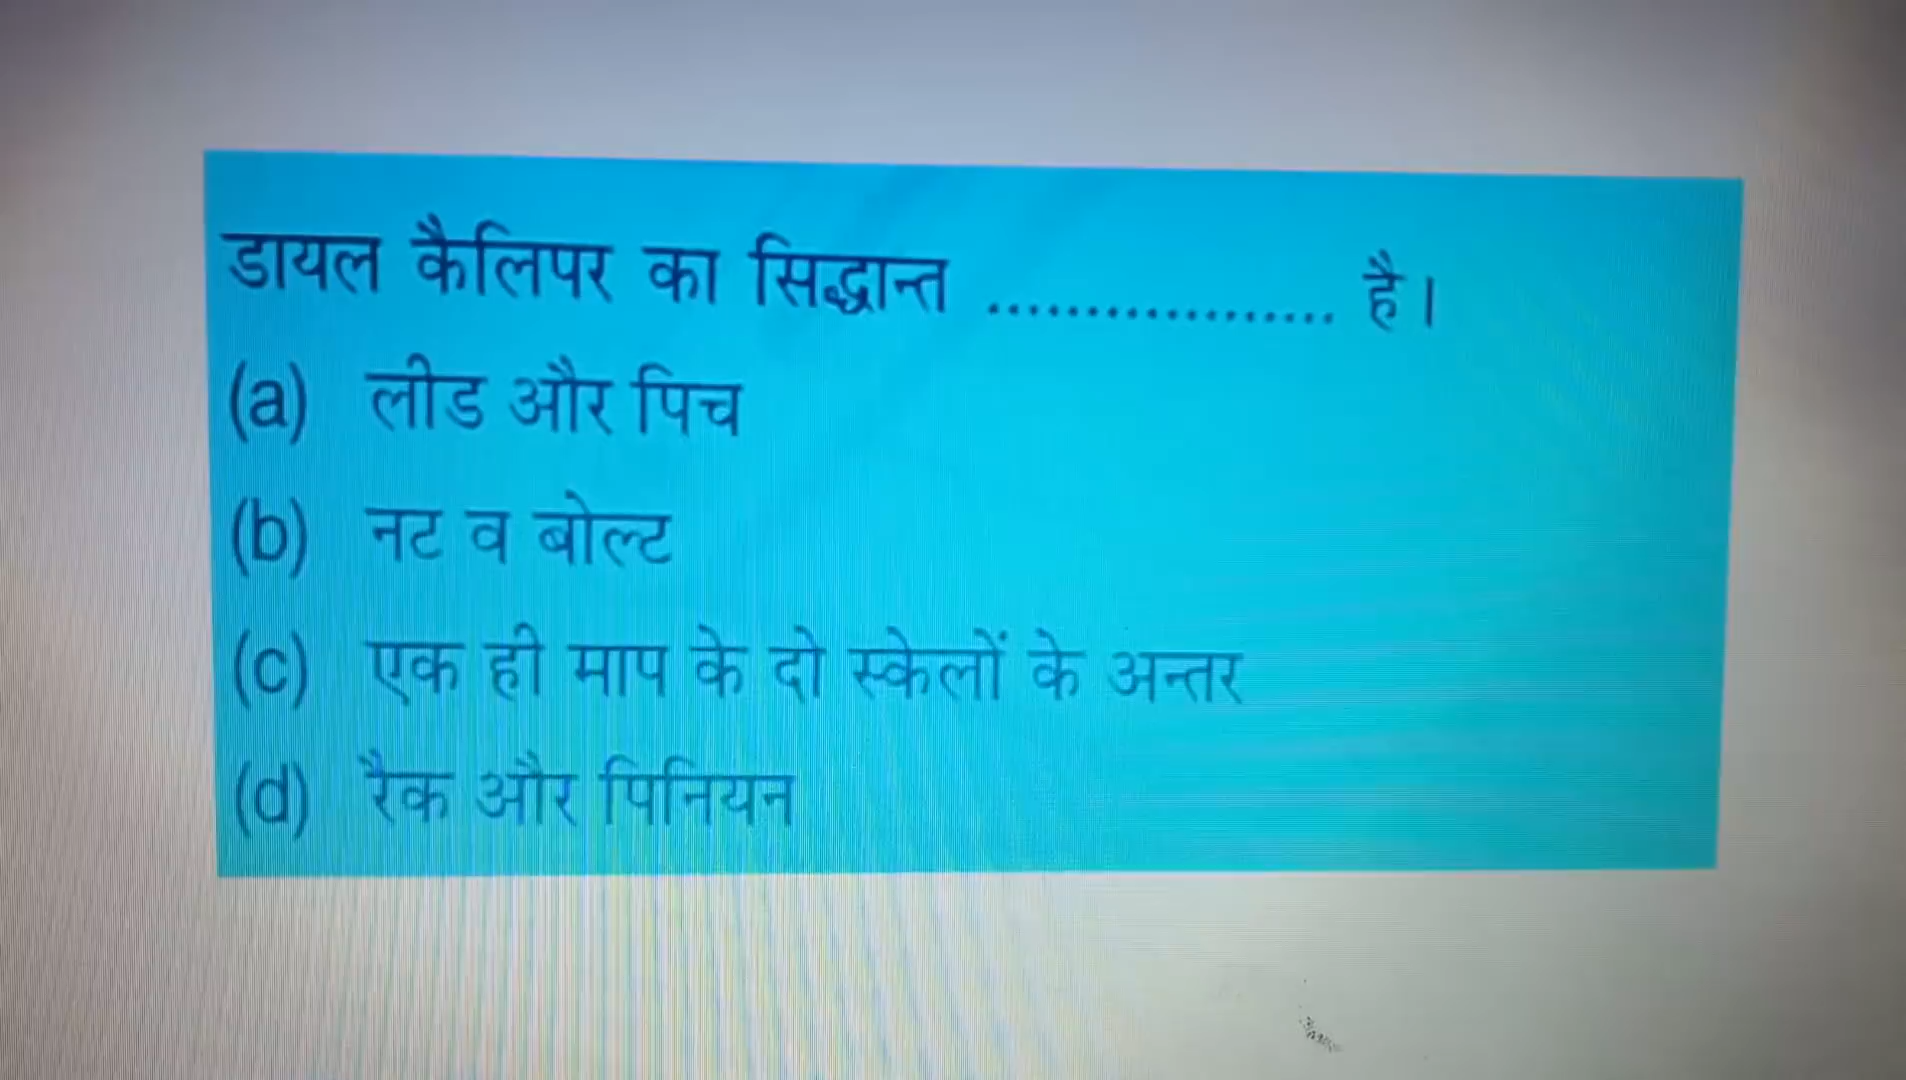 डायल कैलिपर का सिद्धान्त .................. है।
(a) लीड और पिच
(b) नट व बोल्ट
(c) एक ही माप के दो स्केलों के अन्तर
(d) रैक और पिनियन